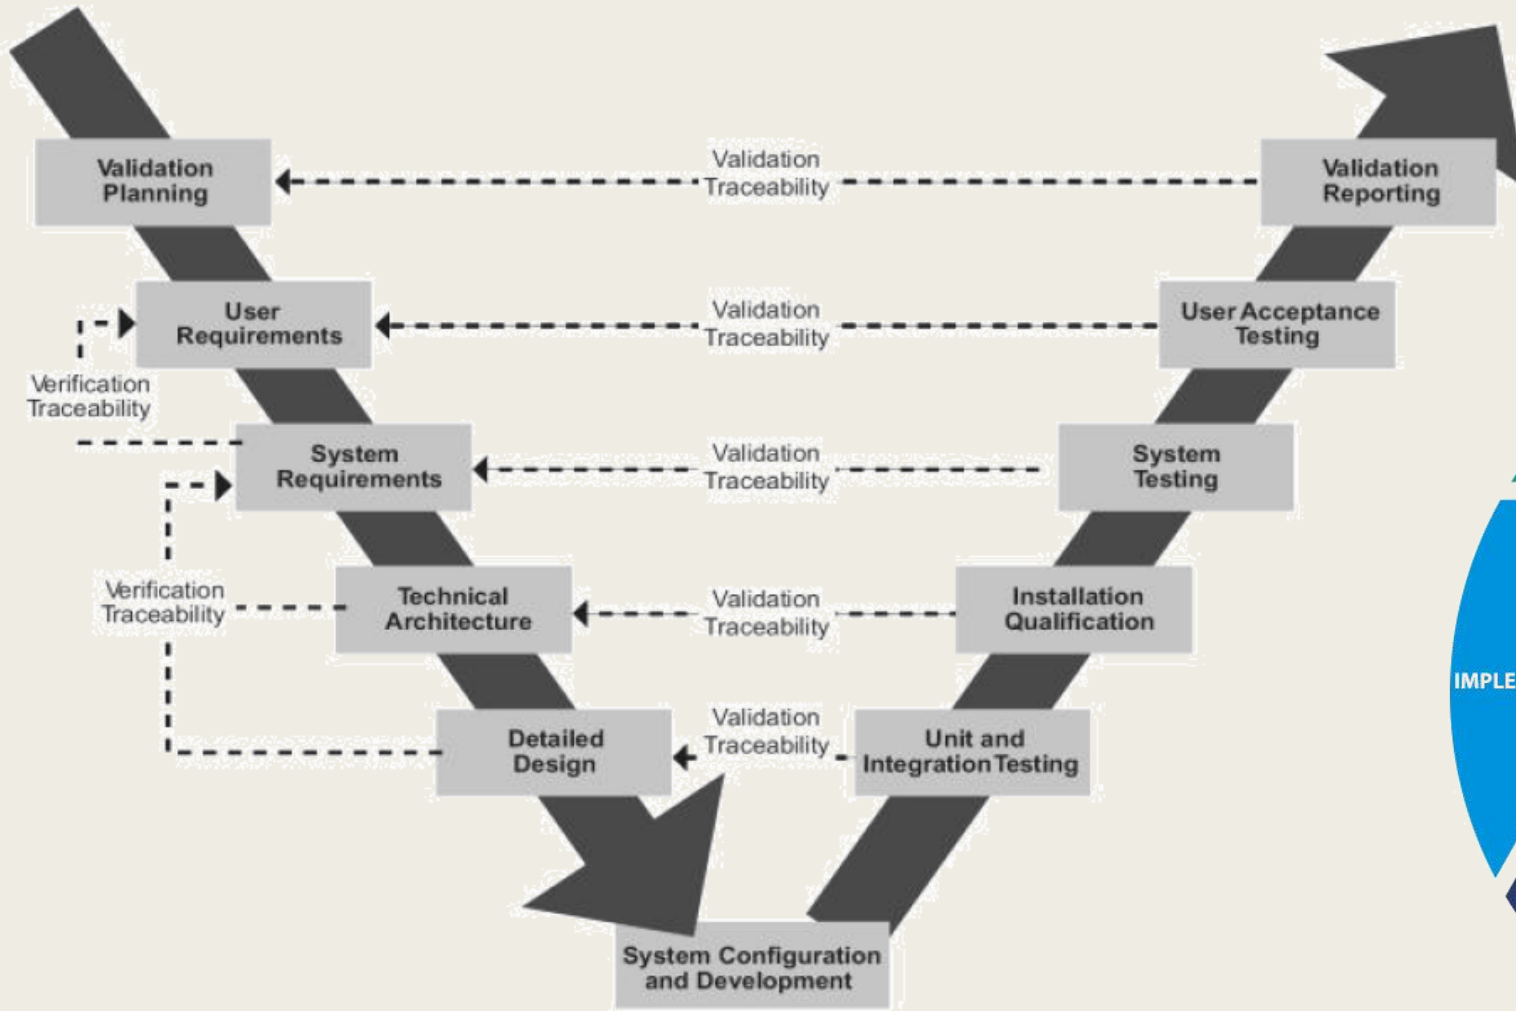 Validation
Planning
Validation
Traceability
Validation
Reporting
User
Requirements
Validation
Traceability
User Acceptance
Testing
Verification
Traceability
System
Requirements
Validation
Traceability
System
Testing
Verification
Traceability
Technical
Architecture
Validation
Traceability
Installation
Qualification
Detailed
Design
Validation
Traceability
Unit and
Integration Testing
IMPLE
System Configuration
and Development